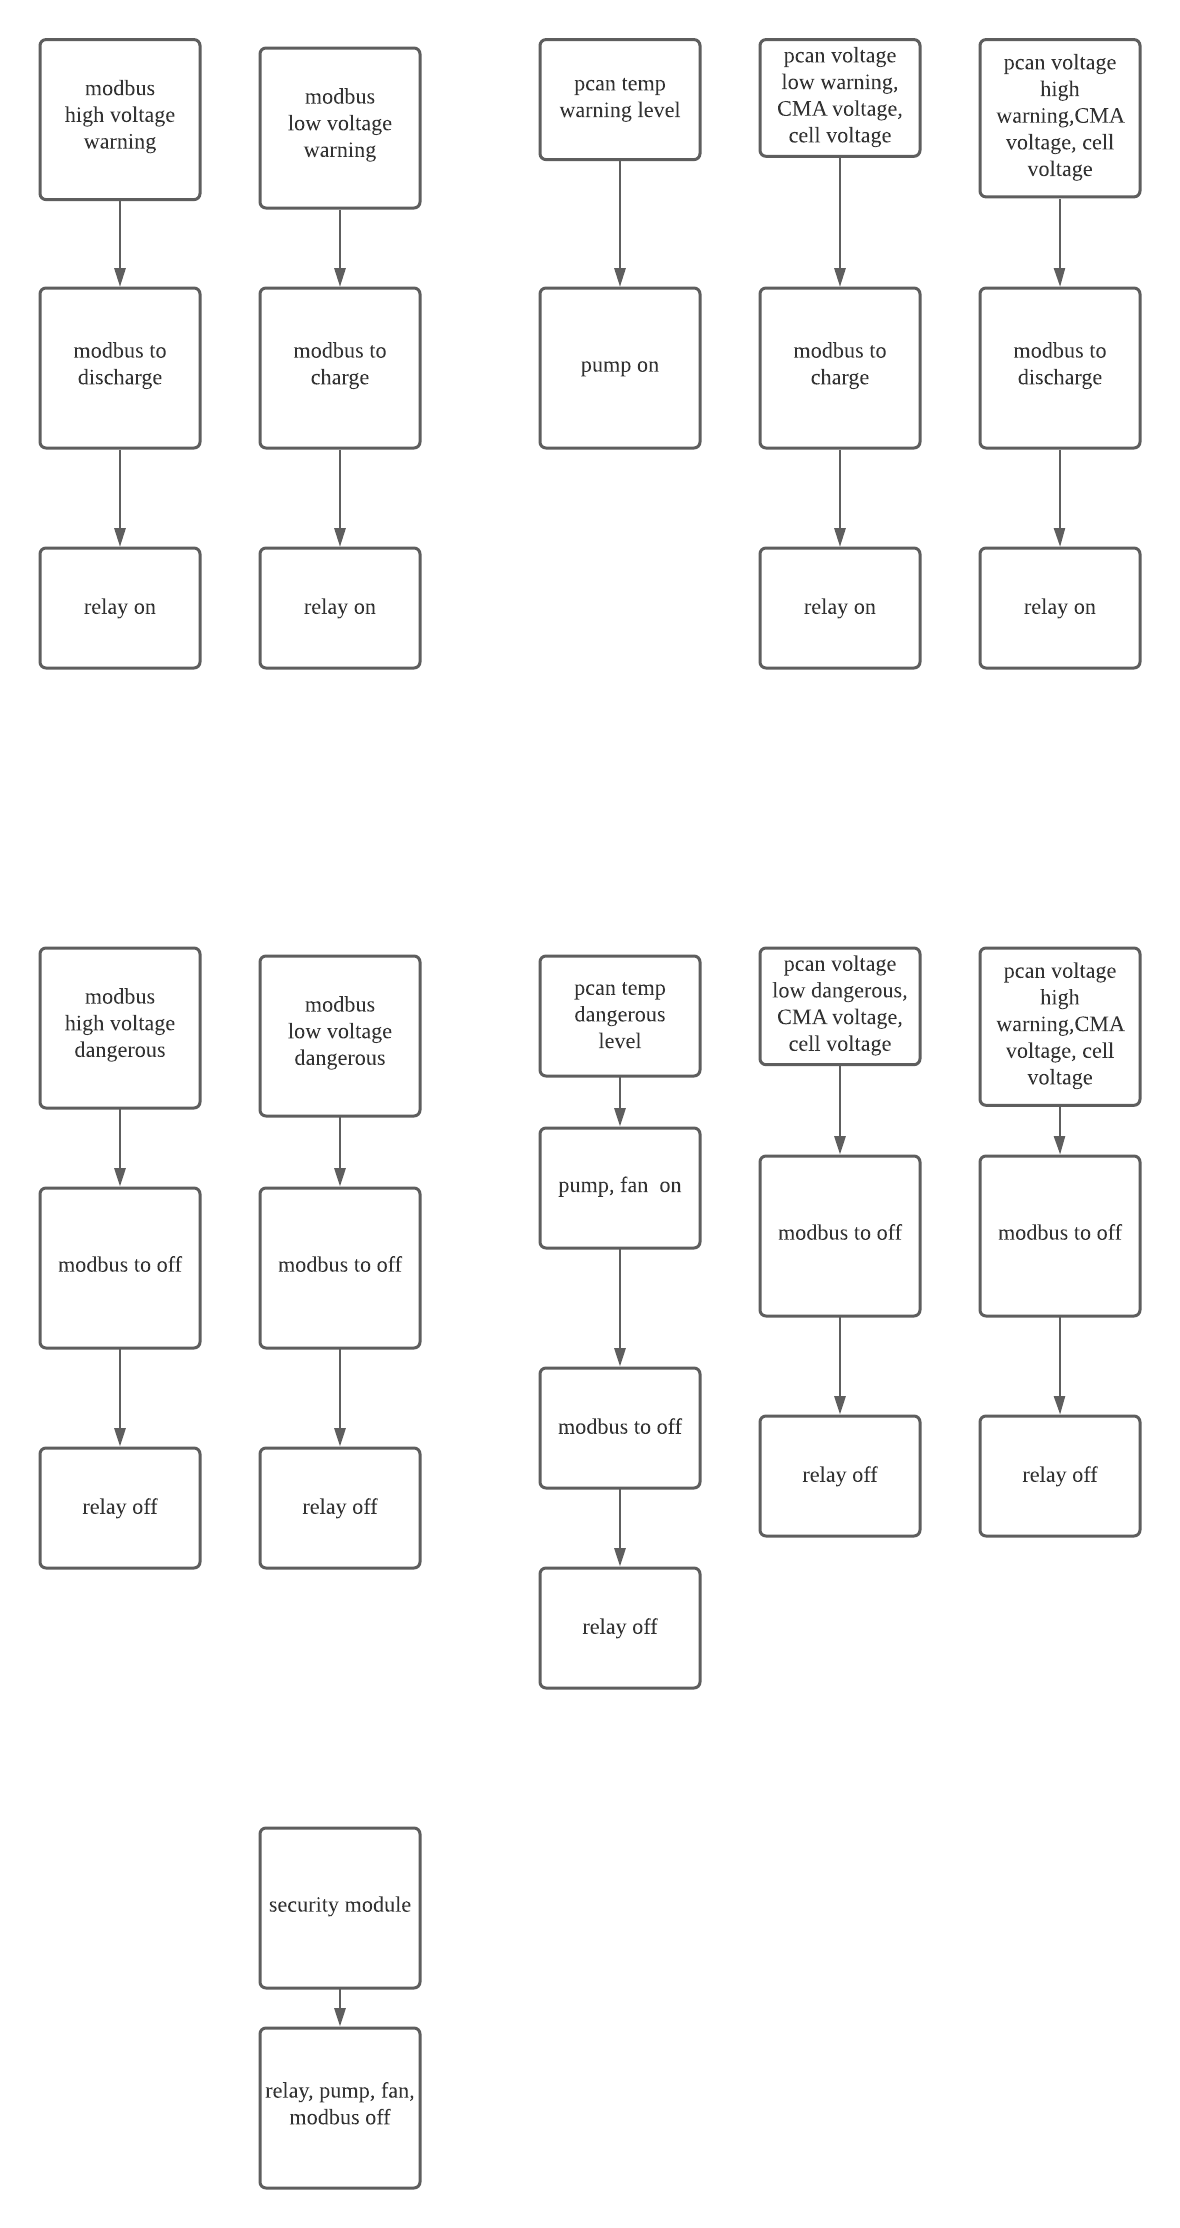 modbus
high voltage
warning
modbus
low voltage
warning
pcan temp
warning level
pcan voltage
low warning,
CMA voltage,
cell voltage
pcan voltage
high
warning,CMA
voltage, cell
voltage
modbus to
discharge
modbus to
charge
pump on
modbus to
charge
modbus to
discharge
relay on
relay on
relay on
relay on
modbus
high voltage
dangerous
modbus
low voltage
dangerous
pcan temp
dangerous
level
pcan voltage
low dangerous,
CMA voltage,
cell voltage
pcan voltage
high
warning,CMA
voltage, cell
voltage
modbus to off
modbus to off
pump, fan  on
modbus to off
modbus to off
relay off
relay off
modbus to off
relay off
relay off
relay off
security module
relay, pump, fan,
modbus off